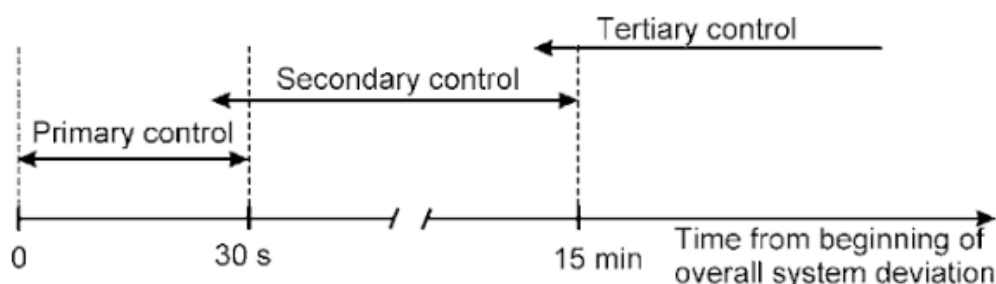 Tertiary control
Secondary control
Primary control
0
30 s
15 min
Time from beginning of
overall system deviation